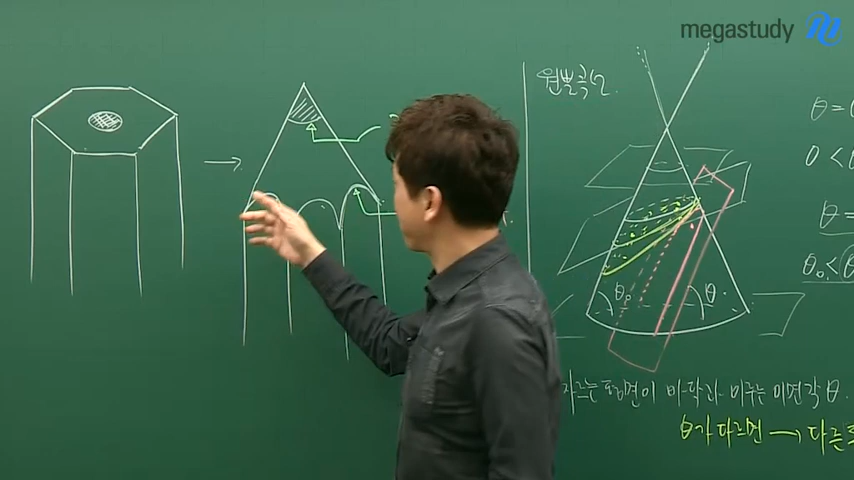 megastudy
원뿔곡선.
θ=0
0<θ
θ=
θ₀<θ
θ₀
θ
자르는 평면이 바닥과 이루는 이면각 θ.
θ가 다르면 → 다른